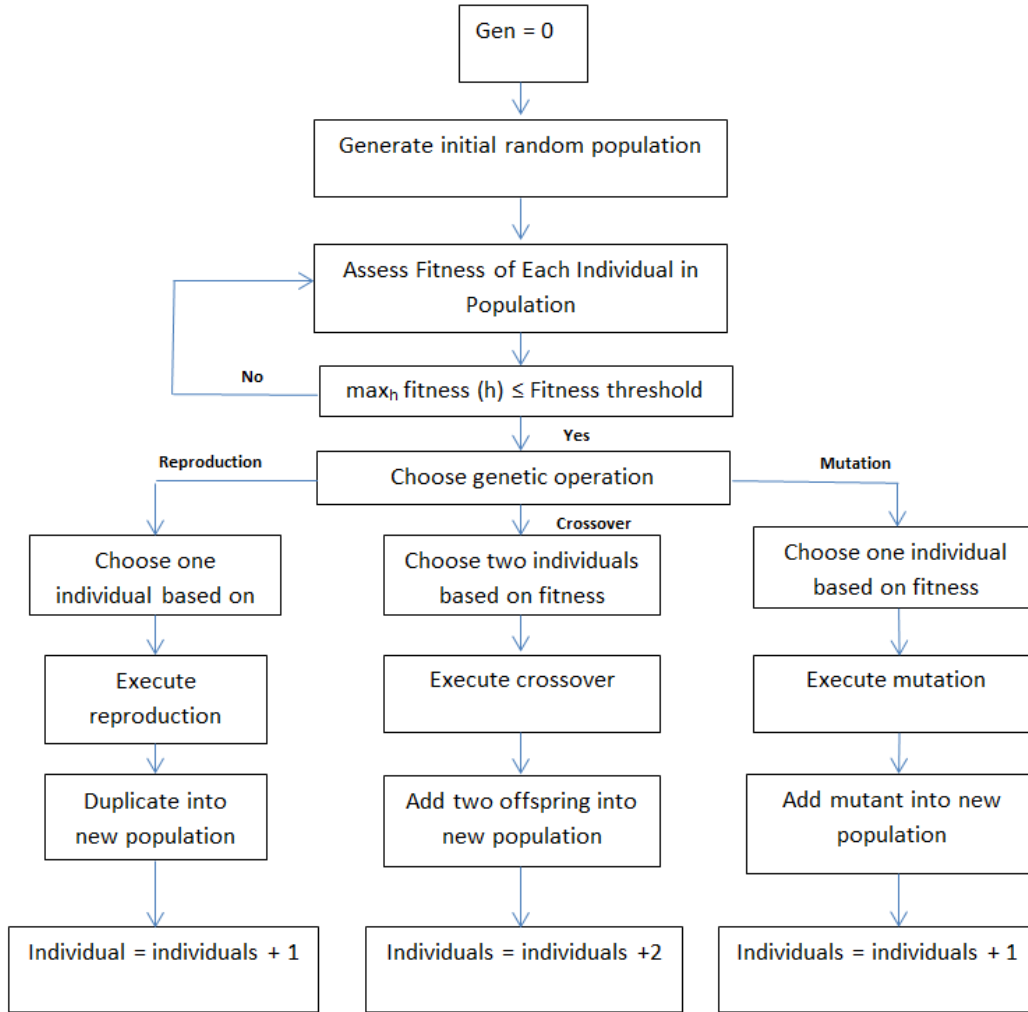 Gen = 0
Generate initial random population
Assess Fitness of Each Individual in
Population
No
maxₕ fitness (h) ≤ Fitness threshold
Yes
Reproduction
Choose genetic operation
Mutation
Crossover
Choose one
individual based on
Choose two individuals
based on fitness
Choose one individual
based on fitness
Execute
reproduction
Execute crossover
Execute mutation
Duplicate into
new population
Add two offspring into
new population
Add mutant into new
population
Individual = individuals + 1
Individuals = individuals +2
Individuals = individuals + 1